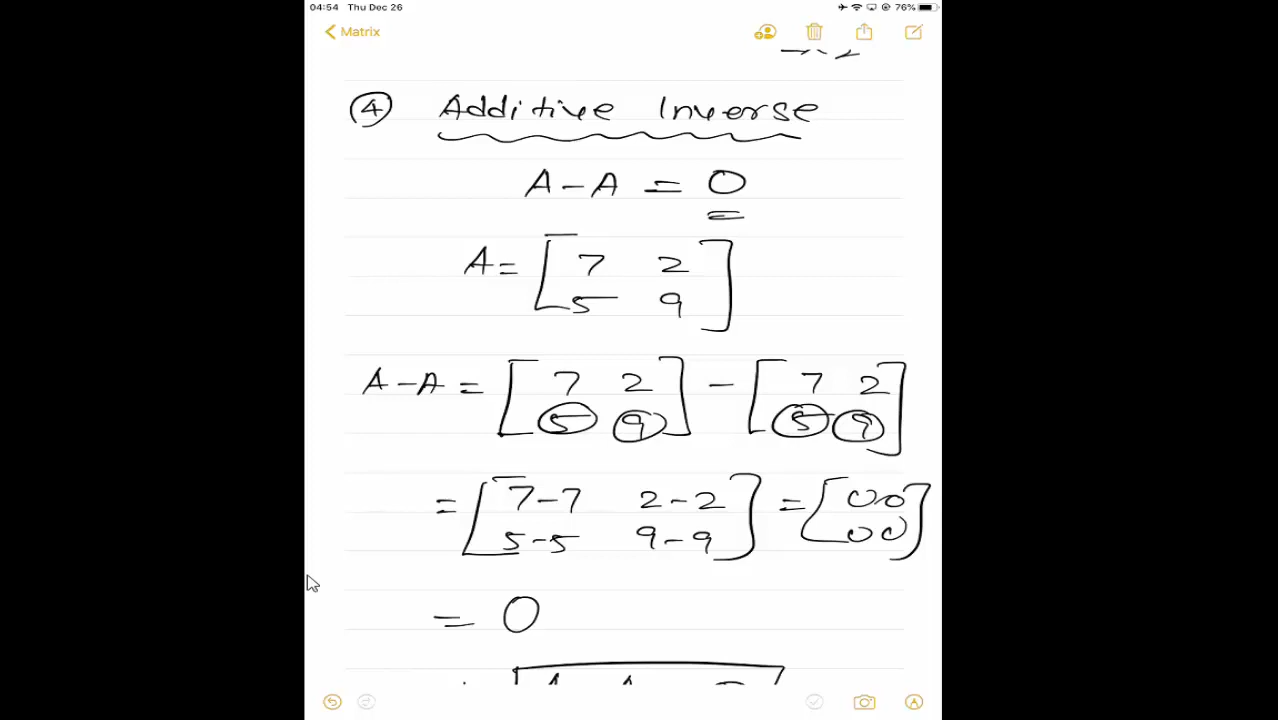 04:54 Thu Dec 26 76%
Matrix
4 Additive Inverse
A - A = 0
A = [ 7 2
5 9 ]
A - A = [ 7 2 ] - [ 7 2 ]
5 9 5 9
= [ 7-7 2-2 ] = [ 0 0 ]
5-5 9-9 0 0
= 0